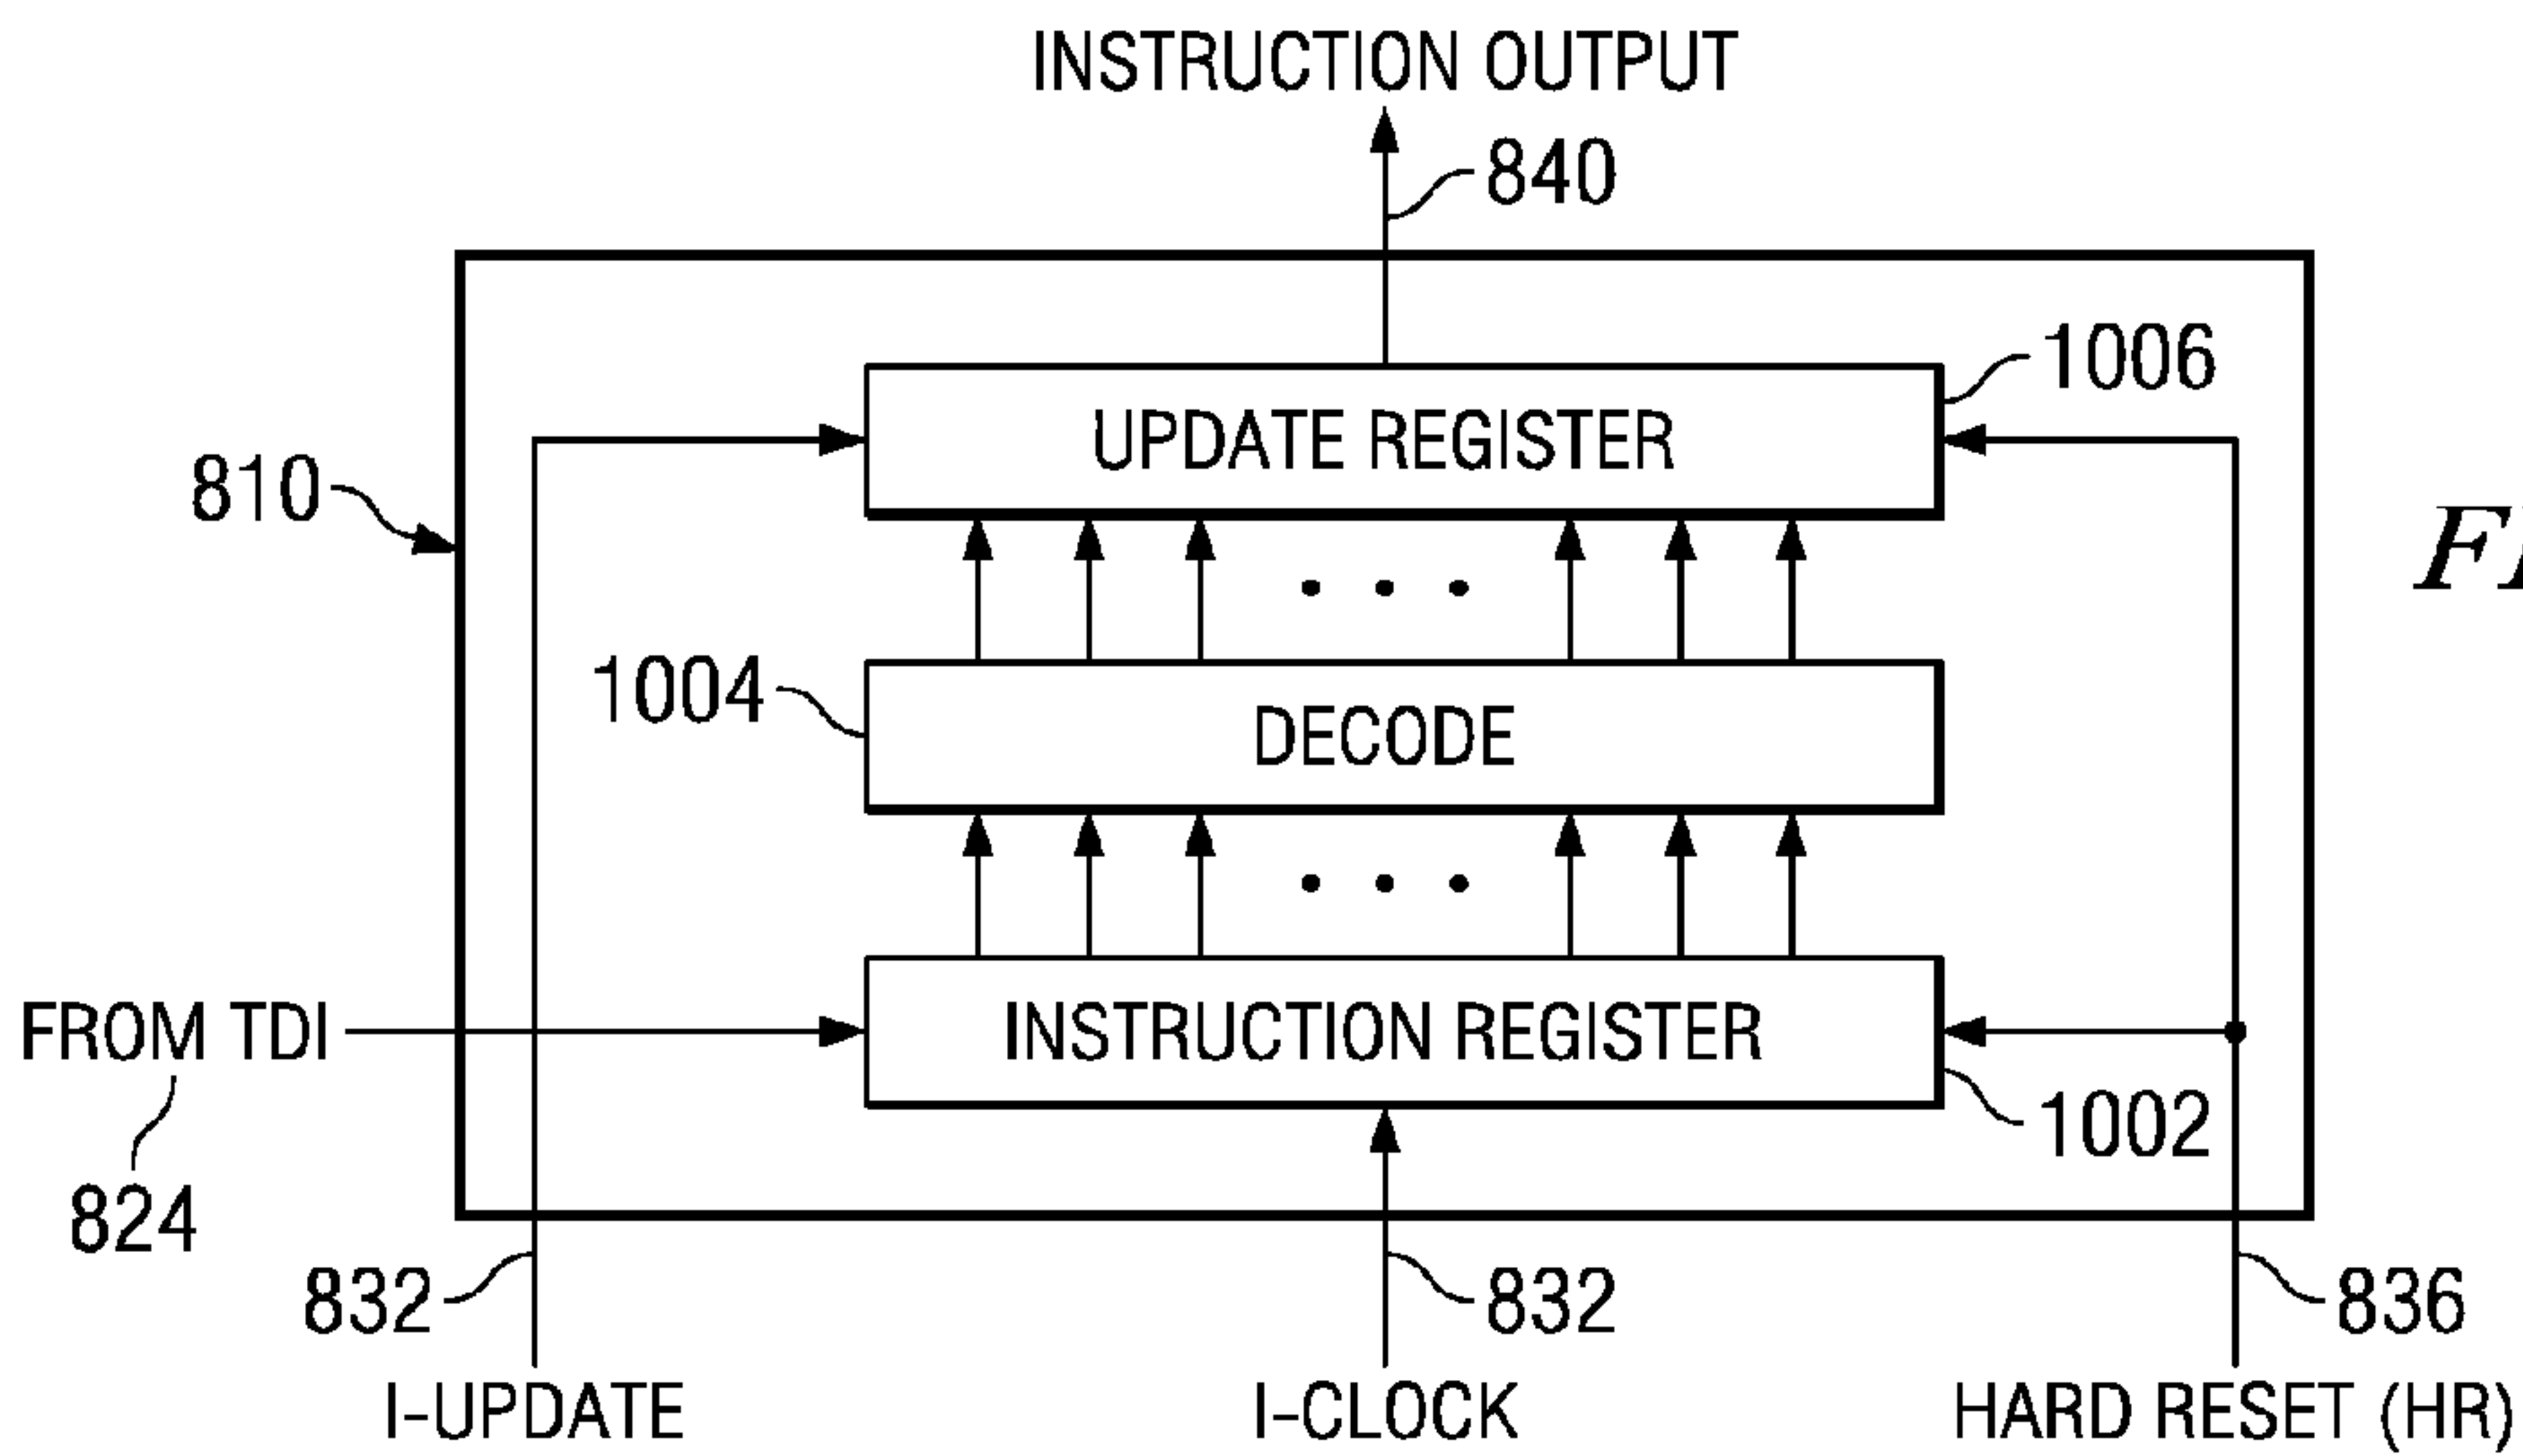 INSTRUCTION OUTPUT
840
1006
UPDATE REGISTER
810
1004
DECODE
FROM TDI
INSTRUCTION REGISTER
1002
824
832
832
836
I-UPDATE
I-CLOCK
HARD RESET (HR)